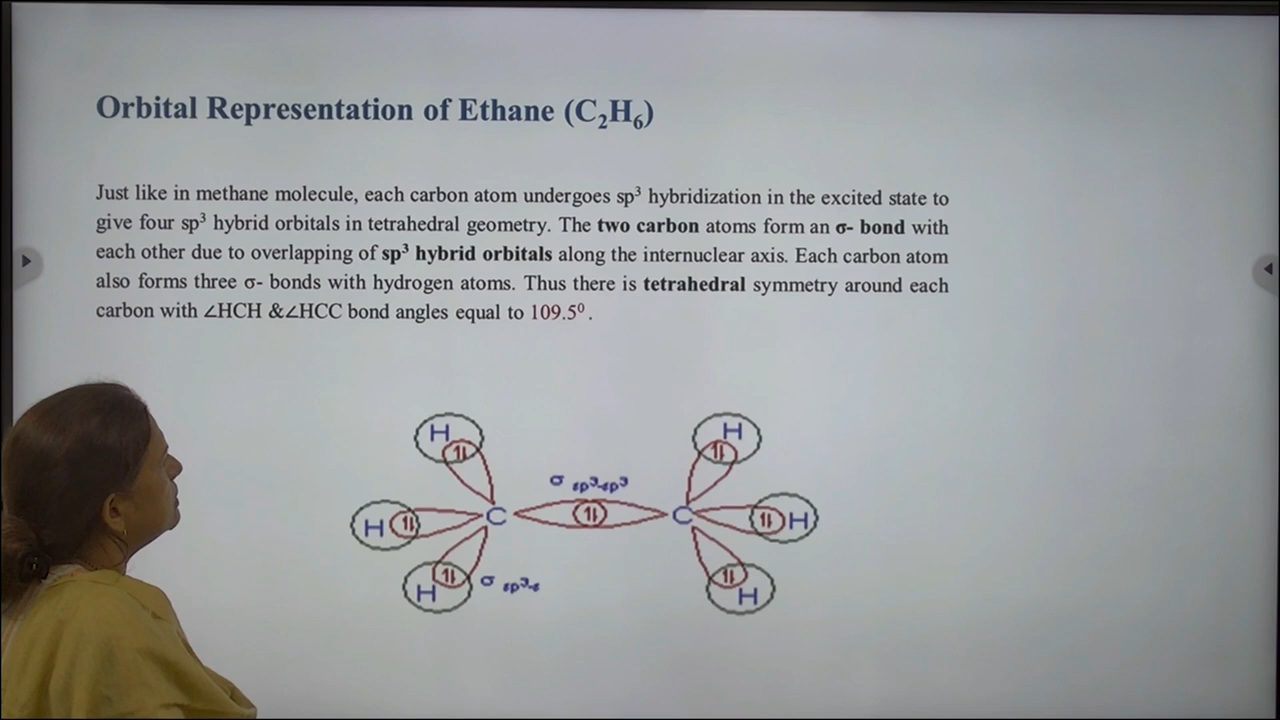 Orbital Representation of Ethane (C₂H₆)
Just like in methane molecule, each carbon atom undergoes sp³ hybridization in the excited state to
give four sp³ hybrid orbitals in tetrahedral geometry. The two carbon atoms form an σ- bond with
each other due to overlapping of sp³ hybrid orbitals along the internuclear axis. Each carbon atom
also forms three σ- bonds with hydrogen atoms. Thus there is tetrahedral symmetry around each
carbon with ∠HCH &∠HCC bond angles equal to 109.5⁰.
H H
σ sp³-sp³
H C C H
H σ sp³-s H